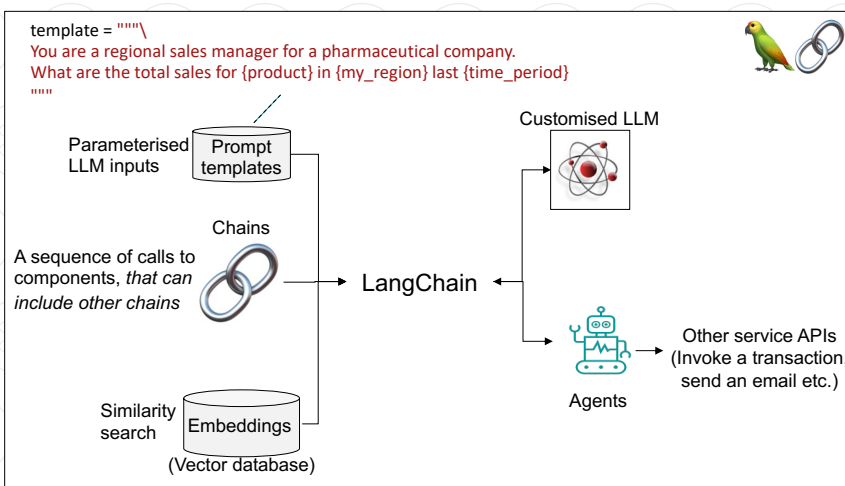 template = """\
You are a regional sales manager for a pharmaceutical company.
What are the total sales for {product} in {my_region} last {time_period}
"""
Parameterised
LLM inputs
Prompt
templates
Customised LLM
Chains
A sequence of calls to
components, that can
include other chains
LangChain
Other service APIs
(Invoke a transaction
send an email etc.)
Agents
Similarity
search
Embeddings
(Vector database)